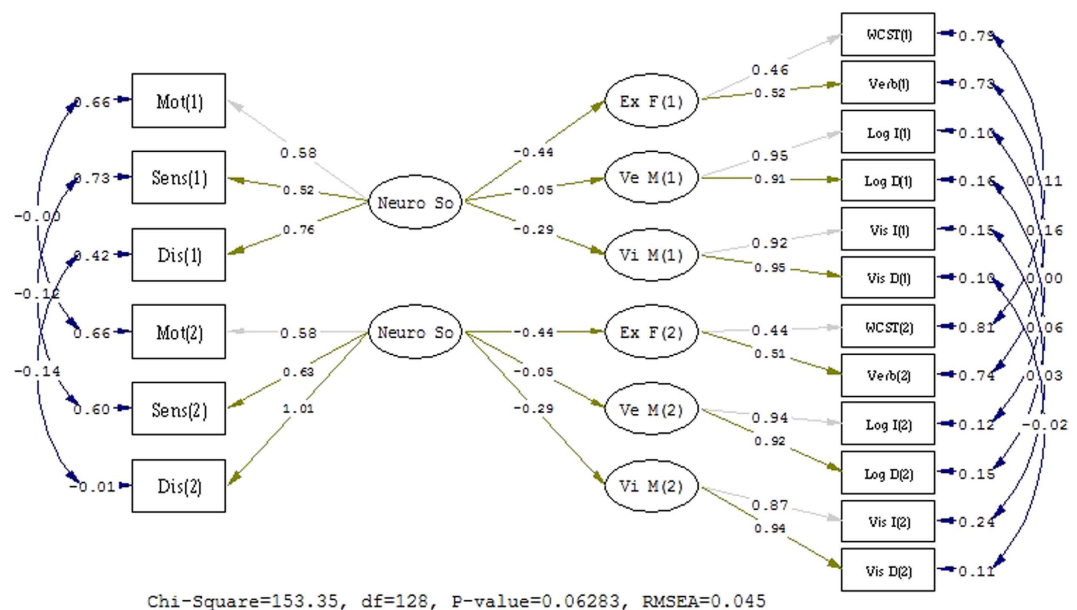 WCST(1)
0.79
0.46
Verb(1)
0.73
0.66
Mot(1)
Ex F(1)
0.52
Log I(1)
0.10
0.58
-0.44
0.95
Sens(1)
0.73
0.52
Neuro So
-0.05
Ve M(1)
0.91
Log D(1)
0.16
0.11
-0.00
0.76
-0.29
0.92
Vis I(1)
0.15
0.16
Dis(1)
0.42
Vi M(1)
0.95
Vis D(1)
0.10
0.00
-0.12
Mot(2)
0.66
0.58
Neuro So
-0.44
Ex F(2)
0.44
WCST(2)
0.81
0.06
-0.14
0.63
-0.05
0.51
Verb(2)
0.74
0.03
Sens(2)
0.60
1.01
-0.29
Ve M(2)
0.94
Log I(2)
0.12
-0.02
0.92
Log D(2)
0.15
Dis(2)
-0.01
Vi M(2)
0.87
Vis I(2)
0.24
0.94
Vis D(2)
0.11
Chi-Square=153.35, df=128, P-value=0.06283, RMSEA=0.045